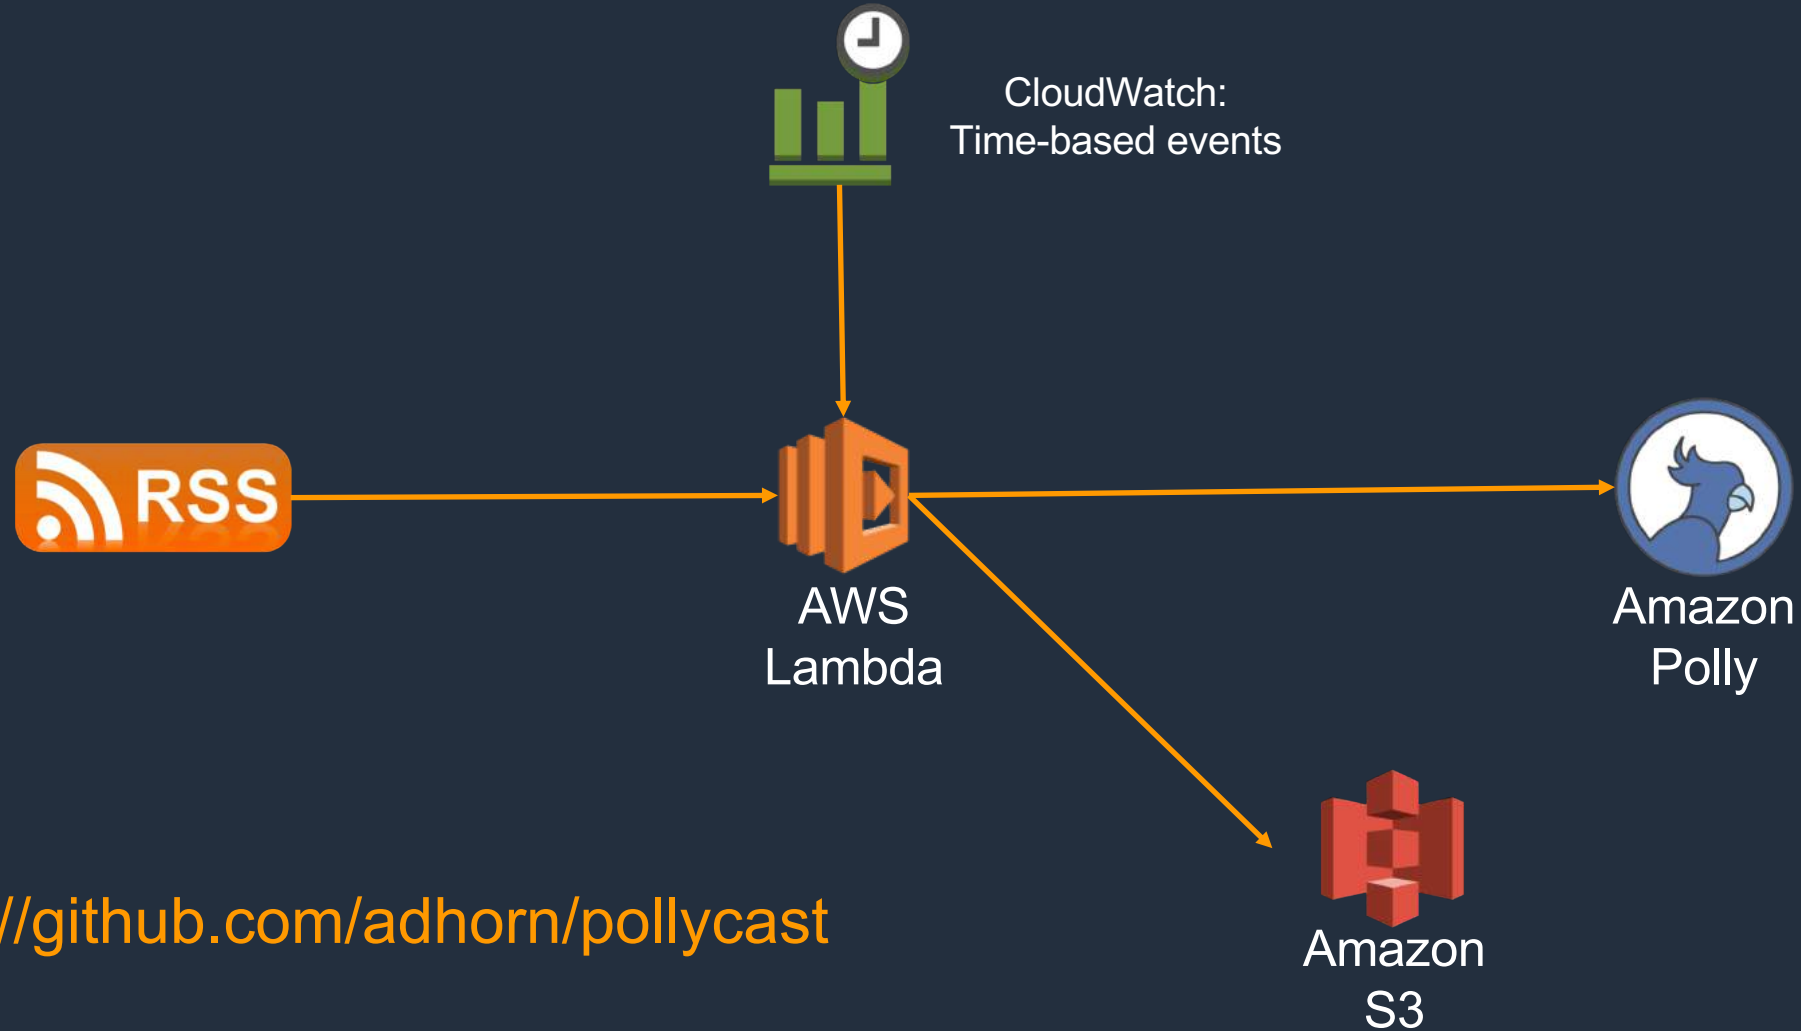 CloudWatch:
Time-based events
RSS
AWS
Lambda
Amazon
Polly
//github.com/adhorn/pollycast
Amazon
S3